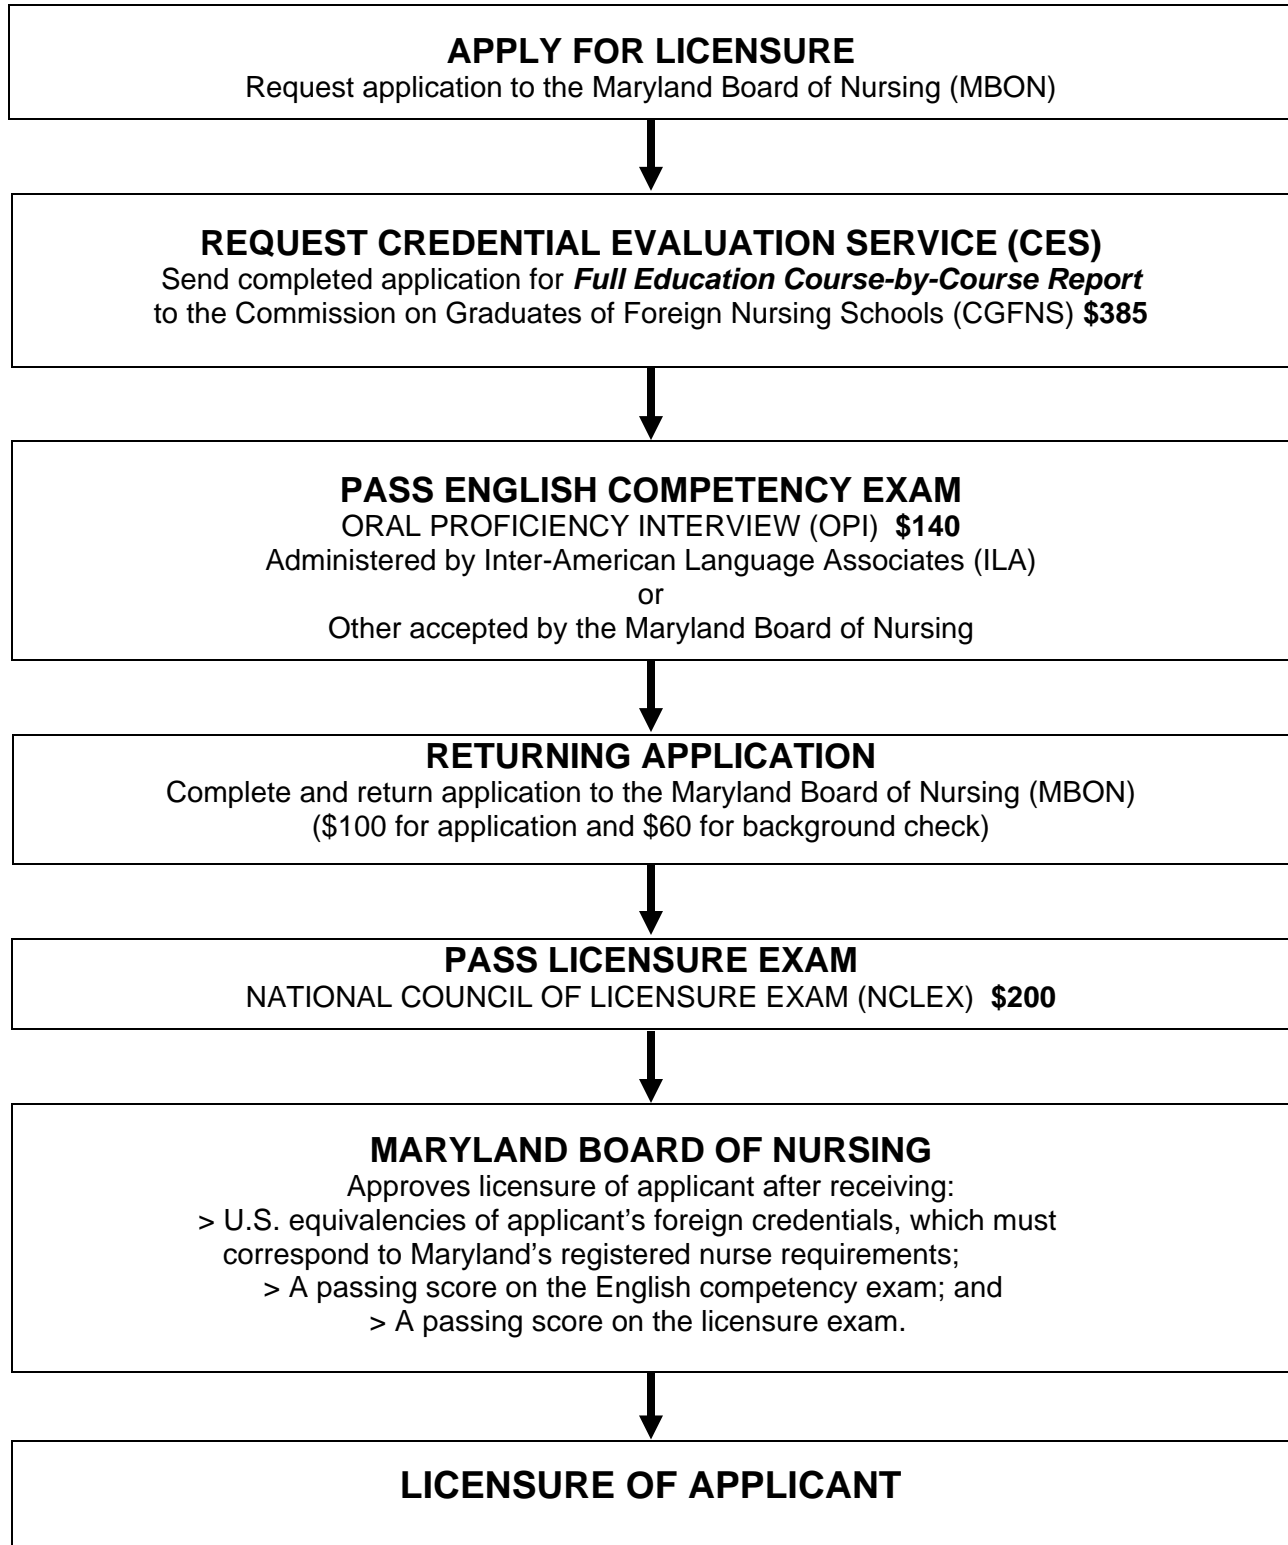 APPLY FOR LICENSURE
Request application to the Maryland Board of Nursing (MBON)
REQUEST CREDENTIAL EVALUATION SERVICE (CES)
Send completed application for Full Education Course-by-Course Report
to the Commission on Graduates of Foreign Nursing Schools (CGFNS) $385
PASS ENGLISH COMPETENCY EXAM
ORAL PROFICIENCY INTERVIEW (OPI) $140
Administered by Inter-American Language Associates (ILA)
or
Other accepted by the Maryland Board of Nursing
RETURNING APPLICATION
Complete and return application to the Maryland Board of Nursing (MBON)
($100 for application and $60 for background check)
PASS LICENSURE EXAM
NATIONAL COUNCIL OF LICENSURE EXAM (NCLEX) $200
MARYLAND BOARD OF NURSING
Approves licensure of applicant after receiving:
> U.S. equivalencies of applicant’s foreign credentials, which must
correspond to Maryland’s registered nurse requirements;
> A passing score on the English competency exam; and
> A passing score on the licensure exam.
LICENSURE OF APPLICANT